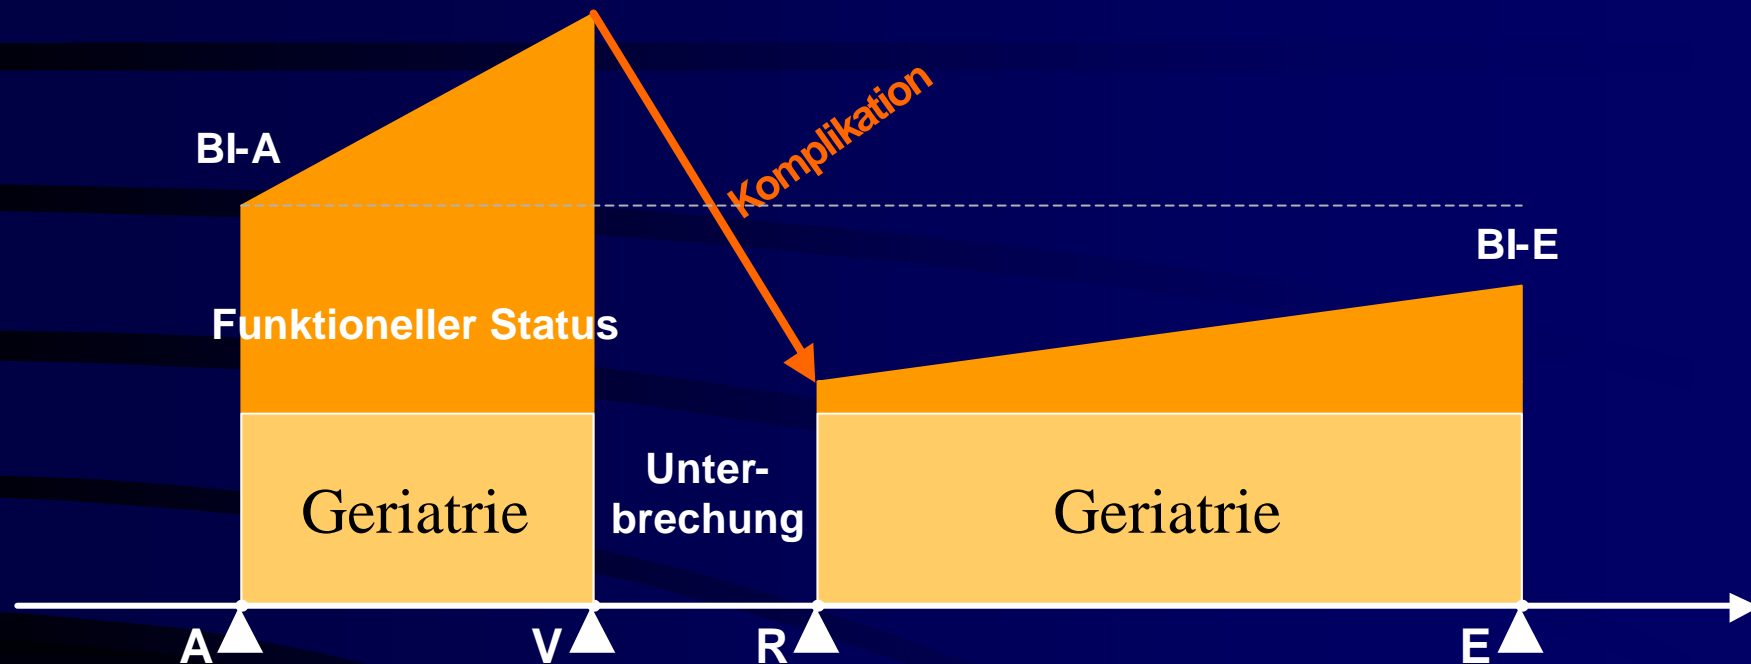 Komplikation
BI-A
BI-E
Funktioneller Status
Unter-
brechung
Geriatrie
Geriatrie
A
V
R
E